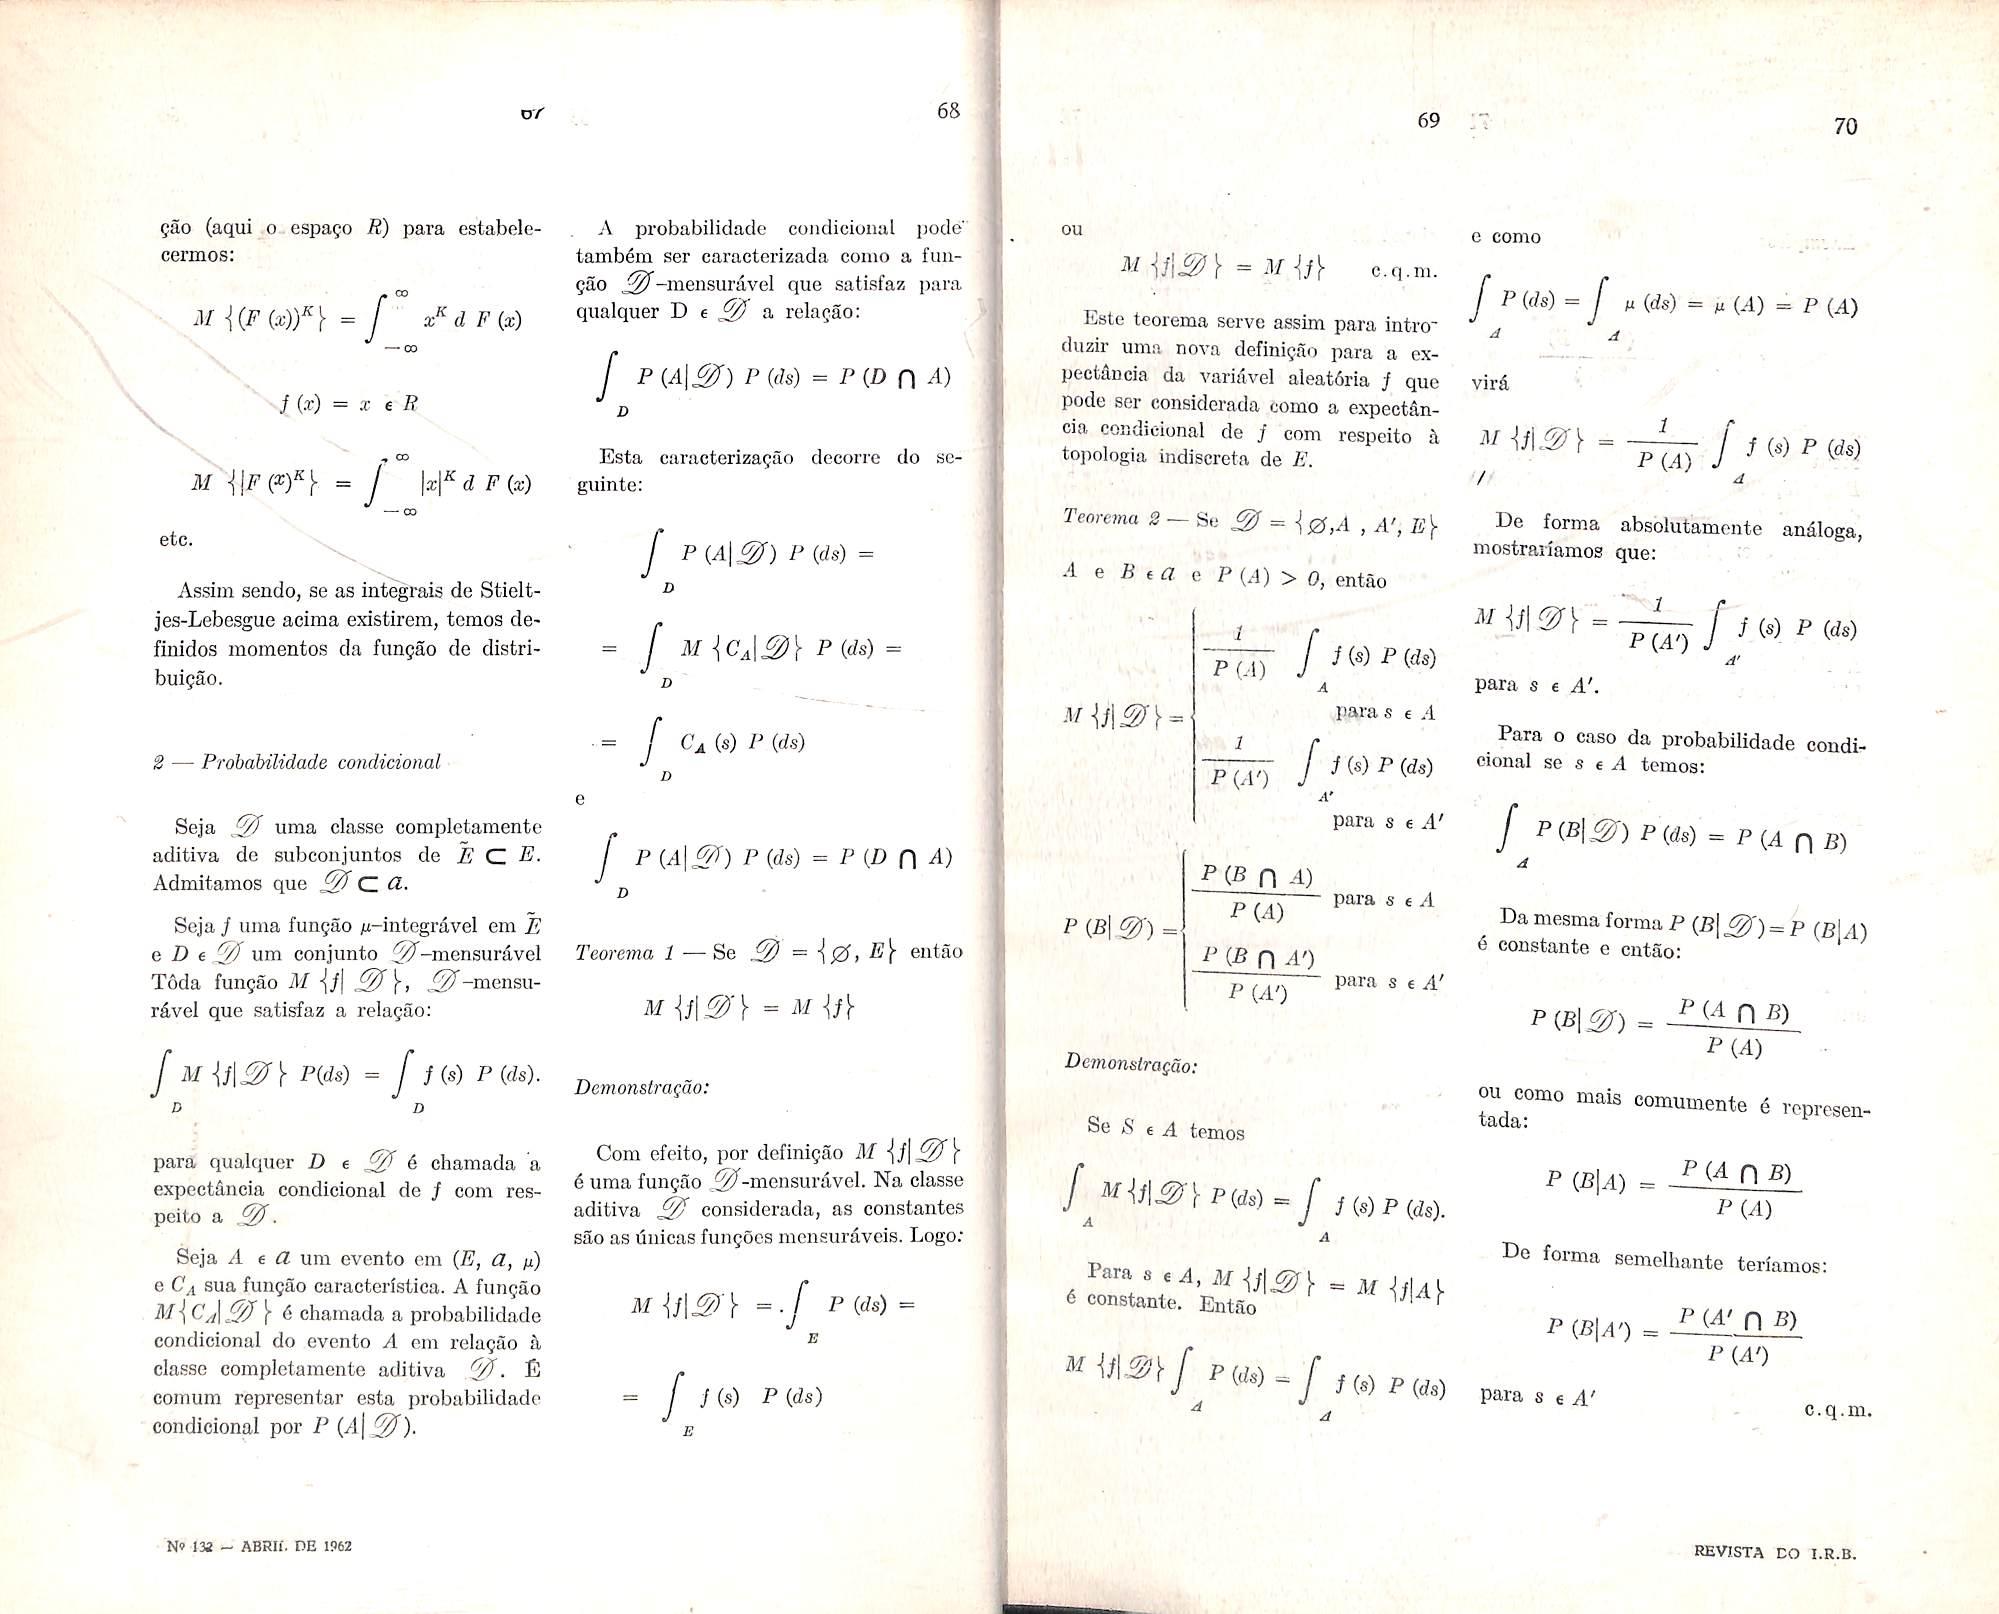 68
ção (aqui o espaço R) para estabele-
cermos:
M {(F (x))^K} = ∫_{—∞}^{∞} x^K d F (x)
f (x) = x ϵ R
M {|F (x)^K} = ∫_{—∞}^{∞} |x|^K d F (x)
etc.
Assim sendo, se as integrais de Stielt-
jes-Lebesgue acima existirem, temos de-
finidos momentos da função de distri-
buição.
2 — Probabilidade condicional
Seja 𝒟 uma classe completamente
aditiva de subconjuntos de Ẽ ⊂ E.
Admitamos que 𝒟 ⊂ a.
Seja f uma função μ-integrável em Ẽ
e D ϵ 𝒟 um conjunto 𝒟-mensurável
Tôda função M {f| 𝒟}, 𝒟-mensu-
rável que satisfaz a relação:
∫_D M {f|𝒟} P(ds) = ∫_D f (s) P (ds).
para qualquer D ϵ 𝒟 é chamada a
expectância condicional de f com res-
peito a 𝒟.
Seja A ϵ a um evento em (E, a, μ)
e C_A sua função característica. A função
M{C_A|𝒟} é chamada a probabilidade
condicional do evento A em relação à
classe completamente aditiva 𝒟. É
comum representar esta probabilidade
condicional por P (A|𝒟).
A probabilidade condicional pode
também ser caracterizada como a fun-
ção 𝒟-mensurável que satisfaz para
qualquer D ϵ 𝒟 a relação:
∫_D P (A|𝒟) P (ds) = P (D ∩ A)
Esta caracterização decorre do se-
guinte:
∫_D P (A|𝒟) P (ds) =
= ∫_D M {C_A|𝒟} P (ds) =
= ∫_D C_A (s) P (ds)
e
∫_D P (A|𝒟) P (ds) = P (D ∩ A)
Teorema 1 — Se 𝒟 = {∅, E} então
M {f|𝒟} = M {f}
Demonstração:
Com efeito, por definição M {f|𝒟}
é uma função 𝒟-mensurável. Na classe
aditiva 𝒟 considerada, as constantes
são as únicas funções mensuráveis. Logo:
M {f|𝒟} = . ∫_E P (ds) =
= ∫_E f (s) P (ds)
Nº 132 — ABRIL DE 1962
69
ou
M {f|𝒟} = M {f} c.q.m.
Este teorema serve assim para intro-
duzir uma nova definição para a ex-
pectância da variável aleatória f que
pode ser considerada como a expectân-
cia condicional de f com respeito à
topologia indiscreta de E.
Teorema 2 — Se 𝒟 = {∅,A , A', E}
A e B ϵ a e P (A) > 0, então
M {f|𝒟} = { 1 / P (A) ∫_A f (s) P (ds)
para s ϵ A
1 / P (A') ∫_A' f (s) P (ds)
para s ϵ A'
P (B|𝒟) = { P (B ∩ A) / P (A) para s ϵ A
P (B ∩ A') / P (A') para s ϵ A'
Demonstração:
Se S ϵ A temos
∫_A M {f|𝒟} P (ds) = ∫_A f (s) P (ds).
Para s ϵ A, M {f|𝒟} = M {f|A}
é constante. Então
M {f|𝒟} ∫_A P (ds) = ∫_A f (s) P (ds)
70
e como
∫_A P (ds) = ∫_A μ (ds) = μ (A) = P (A)
virá
M {f|𝒟} = 1 / P (A) ∫_A f (s) P (ds)
De forma absolutamente análoga,
mostraríamos que:
M {f|𝒟} = 1 / P (A') ∫_A' f (s) P (ds)
para s ϵ A'.
Para o caso da probabilidade condi-
cional se s ϵ A temos:
∫_A P (B|𝒟) P (ds) = P (A ∩ B)
Da mesma forma P (B|𝒟) = P (B|A)
é constante e então:
P (B|𝒟) = P (A ∩ B) / P (A)
ou como mais comumente é represen-
tada:
P (B|A) = P (A ∩ B) / P (A)
De forma semelhante teríamos:
P (B|A') = P (A' ∩ B) / P (A')
para s ϵ A'
c.q.m.
REVISTA DO I.R.B.